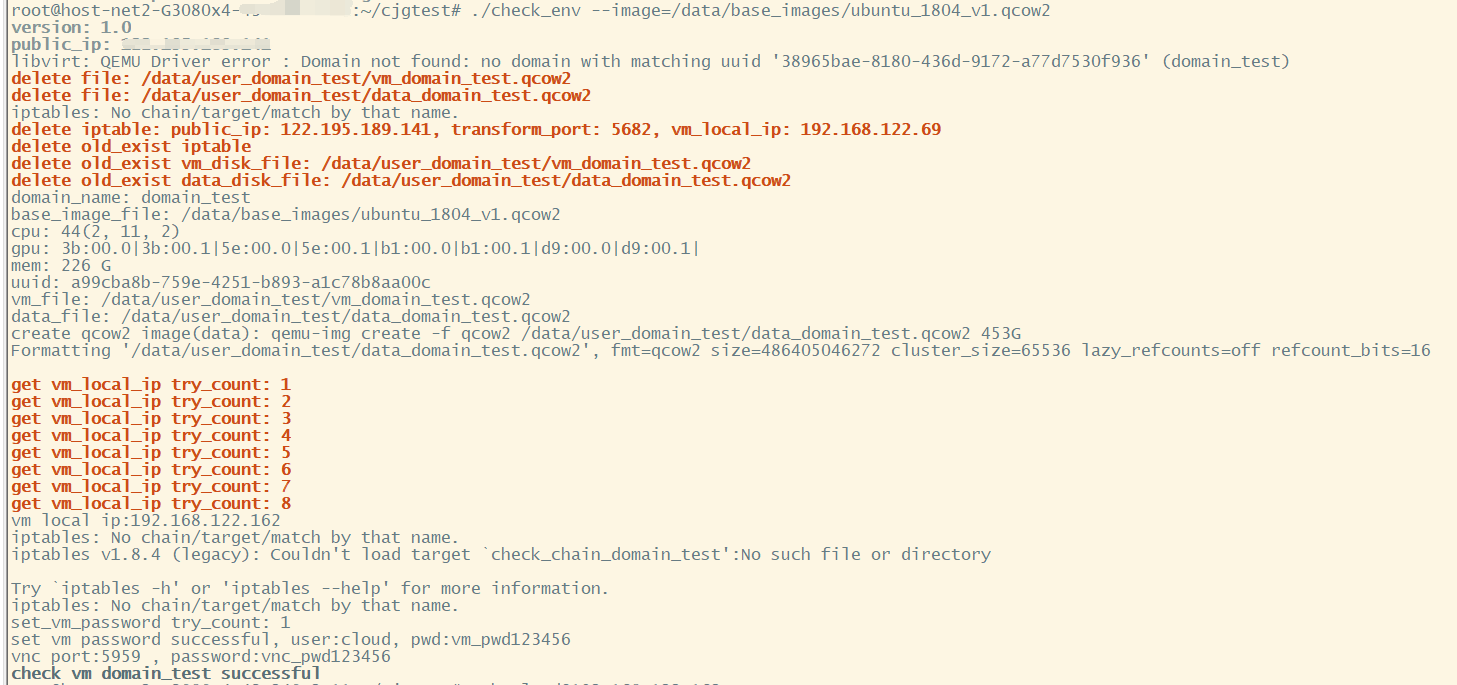 root@host-net2-G3080x4- :~/cjgtest# ./check_env --image=/data/base_images/ubuntu_1804_v1.qcow2
version: 1.0
public_ip:
libvirt: QEMU Driver error : Domain not found: no domain with matching uuid '38965bae-8180-436d-9172-a77d7530f936' (domain_test)
delete file: /data/user_domain_test/vm_domain_test.qcow2
delete file: /data/user_domain_test/data_domain_test.qcow2
iptables: No chain/target/match by that name.
delete iptable: public_ip: 122.195.189.141, transform_port: 5682, vm_local_ip: 192.168.122.69
delete old_exist iptable
delete old_exist vm_disk_file: /data/user_domain_test/vm_domain_test.qcow2
delete old_exist data_disk_file: /data/user_domain_test/data_domain_test.qcow2
domain_name: domain_test
base_image_file: /data/base_images/ubuntu_1804_v1.qcow2
cpu: 44(2, 11, 2)
gpu: 3b:00.0|3b:00.1|5e:00.0|5e:00.1|b1:00.0|b1:00.1|d9:00.0|d9:00.1|
mem: 226 G
uuid: a99cba8b-759e-4251-b893-a1c78b8aa00c
vm_file: /data/user_domain_test/vm_domain_test.qcow2
data_file: /data/user_domain_test/data_domain_test.qcow2
create qcow2 image(data): qemu-img create -f qcow2 /data/user_domain_test/data_domain_test.qcow2 453G
Formatting '/data/user_domain_test/data_domain_test.qcow2', fmt=qcow2 size=486405046272 cluster_size=65536 lazy_refcounts=off refcount_bits=16
get vm_local_ip try_count: 1
get vm_local_ip try_count: 2
get vm_local_ip try_count: 3
get vm_local_ip try_count: 4
get vm_local_ip try_count: 5
get vm_local_ip try_count: 6
get vm_local_ip try_count: 7
get vm_local_ip try_count: 8
vm local ip:192.168.122.162
iptables: No chain/target/match by that name.
iptables v1.8.4 (legacy): Couldn't load target `check_chain_domain_test':No such file or directory
Try `iptables -h' or 'iptables --help' for more information.
iptables: No chain/target/match by that name.
set_vm_password try_count: 1
set vm password successful, user:cloud, pwd:vm_pwd123456
vnc port:5959 , password:vnc_pwd123456
check vm domain_test successful